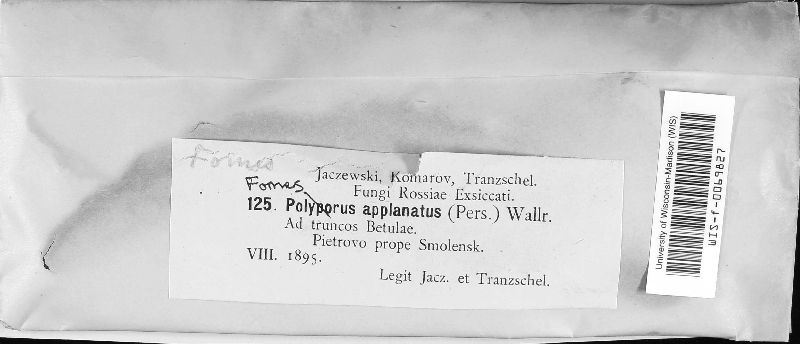 Fomes
Jaczewski, Komarov, Tranzschel.
Fungi Rossiae Exsiccati.
Fomes
125. Polyporus applanatus (Pers.) Wallr.
Ad truncos Betulae.
Pietrovo prope Smolensk.
VIII. 1895.
Legit Jacz. et Tranzschel.
University of Wisconsin-Madison (WIS)
WIS-f-0069827